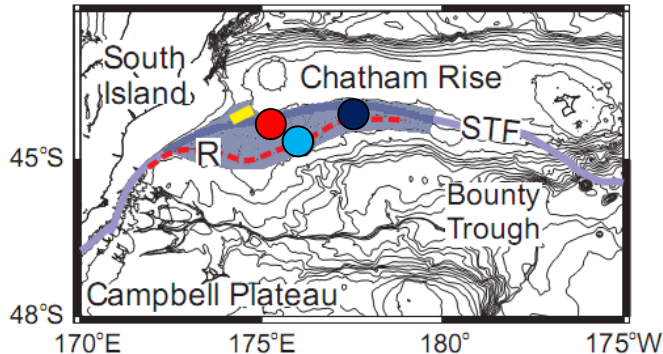 South
Island
Chatham Rise
R
STF
45°S
Bounty
Trough
Campbell Plateau
48°S
170°E
175°E
180°
175°W